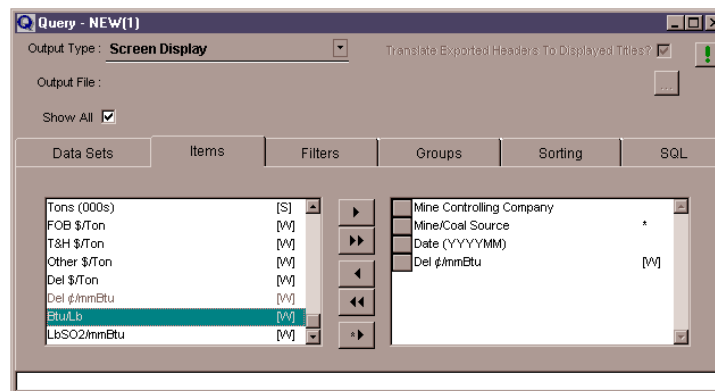 Query - NEW(1)
Output Type : Screen Display Translate Exported Headers To Displayed Titles?
Output File :
...
Show All
Data Sets Items Filters Groups Sorting SQL
Tons (000s) [S]
FOB $/Ton [W]
T&H $/Ton [W]
Other $/Ton [W]
Del $/Ton [W]
Del ¢/mmBtu [W]
Btu/Lb [W]
LbSO2/mmBtu [W]
Mine Controlling Company
Mine/Coal Source *
Date (YYYYMM)
Del ¢/mmBtu [W]